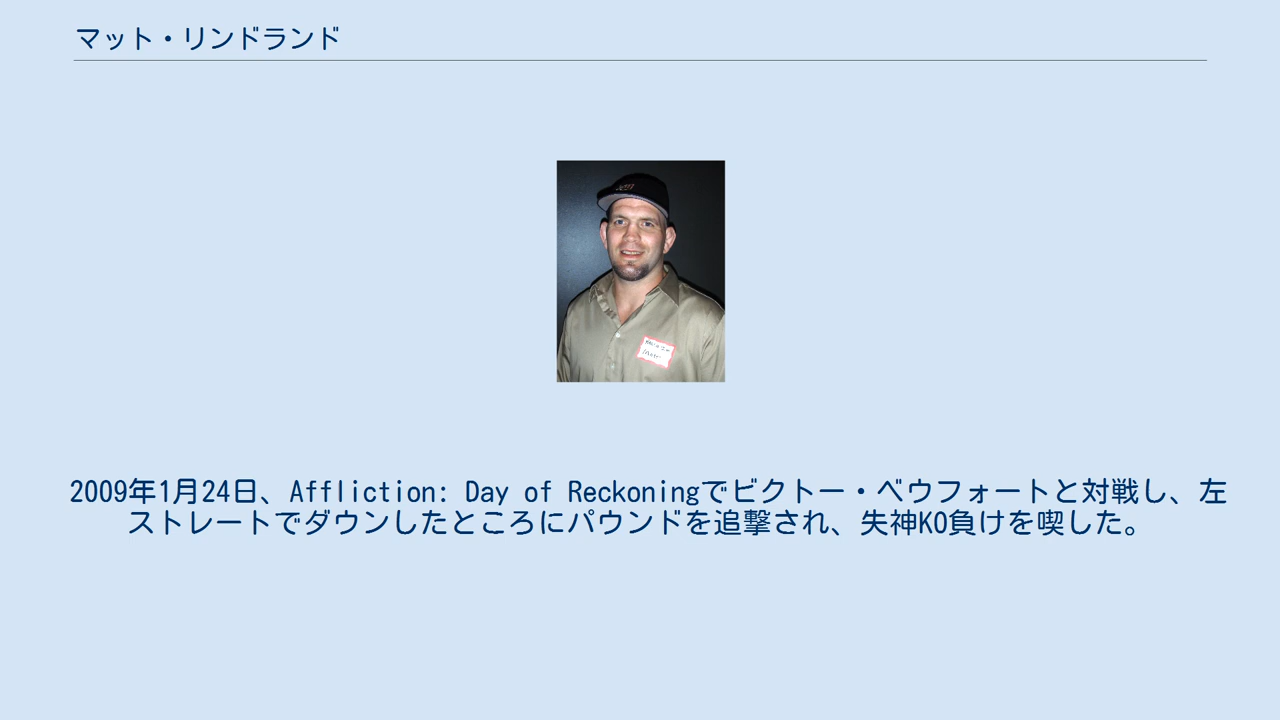 マット・リンドランド
2009年1月24日、Affliction: Day of Reckoningでビクトー・ベウフォートと対戦し、左
ストレートでダウンしたところにパウンドを追撃され、失神KO負けを喫した。